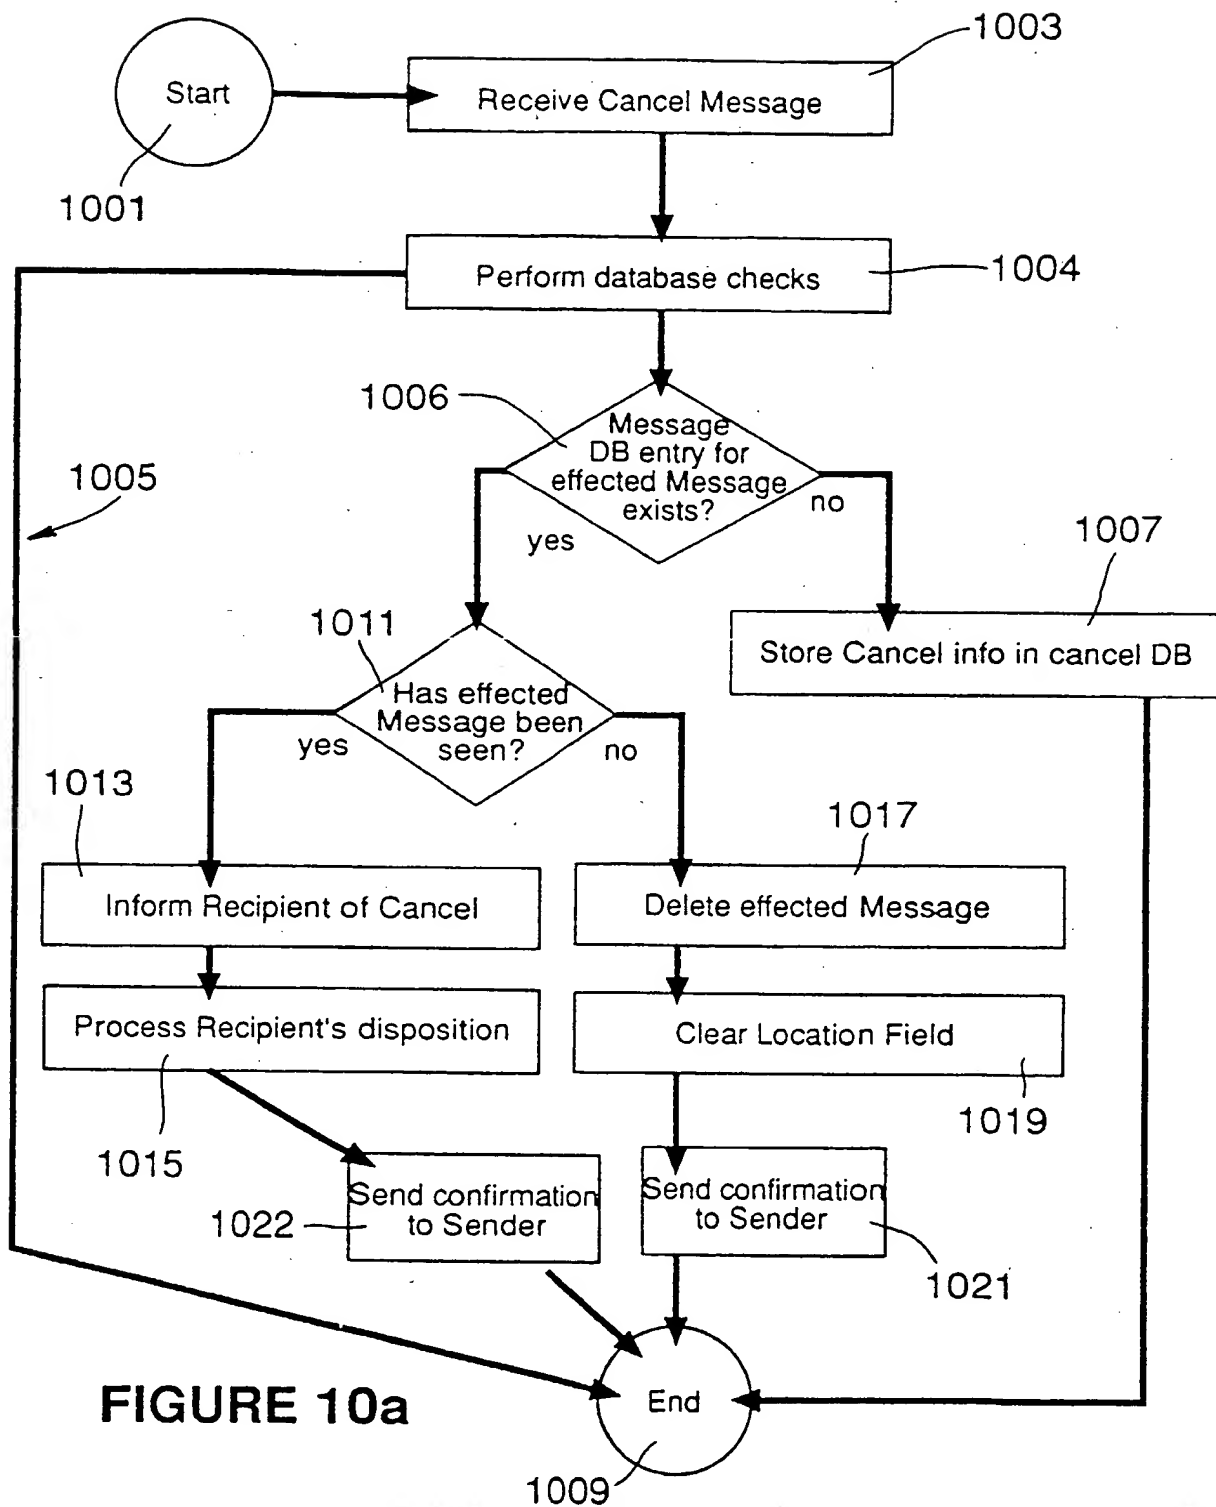 1003
Start
Receive Cancel Message
1001
Perform database checks
1004
1006
Message
DB entry for
effected Message
exists?
no
yes
1005
1007
Store Cancel info in cancel DB
1011
Has effected
Message been
seen?
yes
no
1013
1017
Inform Recipient of Cancel
Delete effected Message
Process Recipient's disposition
Clear Location Field
1015
1019
Send confirmation
to Sender
1022
Send confirmation
to Sender
1021
End
FIGURE 10a
1009